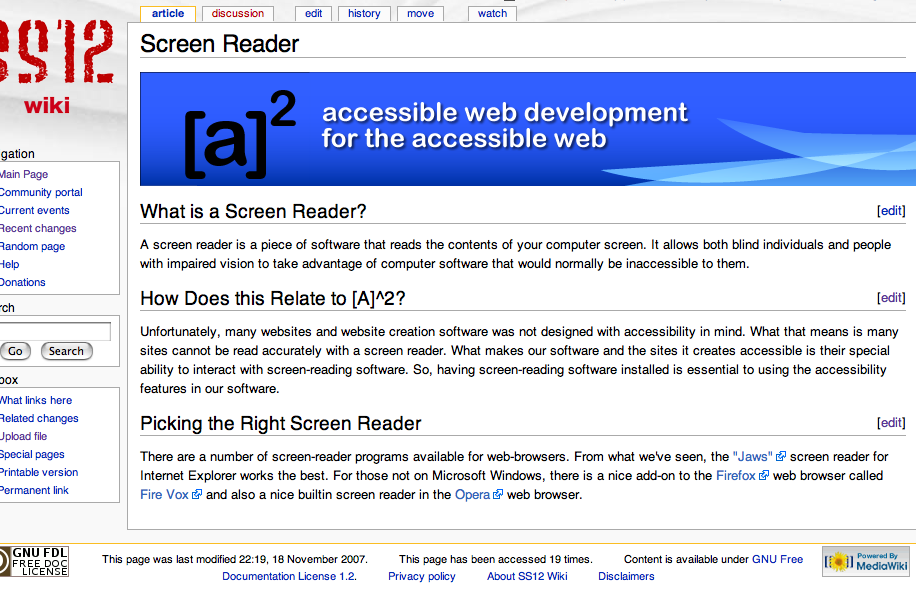 article discussion edit history move watch
SS12
wiki
Screen Reader
[a]2
accessible web development
for the accessible web
gation
Main Page
Community portal
Current events
Recent changes
Random page
Help
Donations
rch
Go Search
box
What links here
Related changes
Upload file
Special pages
Printable version
Permanent link
What is a Screen Reader? [edit]
A screen reader is a piece of software that reads the contents of your computer screen. It allows both blind individuals and people
with impaired vision to take advantage of computer software that would normally be inaccessible to them.
How Does this Relate to [A]^2? [edit]
Unfortunately, many websites and website creation software was not designed with accessibility in mind. What that means is many
sites cannot be read accurately with a screen reader. What makes our software and the sites it creates accessible is their special
ability to interact with screen-reading software. So, having screen-reading software installed is essential to using the accessibility
features in our software.
Picking the Right Screen Reader [edit]
There are a number of screen-reader programs available for web-browsers. From what we've seen, the "Jaws" screen reader for
Internet Explorer works the best. For those not on Microsoft Windows, there is a nice add-on to the Firefox web browser called
Fire Vox and also a nice builtin screen reader in the Opera web browser.
GNU FDL
FREE DOC
LICENSE
This page was last modified 22:19, 18 November 2007. This page has been accessed 19 times. Content is available under GNU Free
Documentation License 1.2. Privacy policy About SS12 Wiki Disclaimers
Powered By
MediaWiki